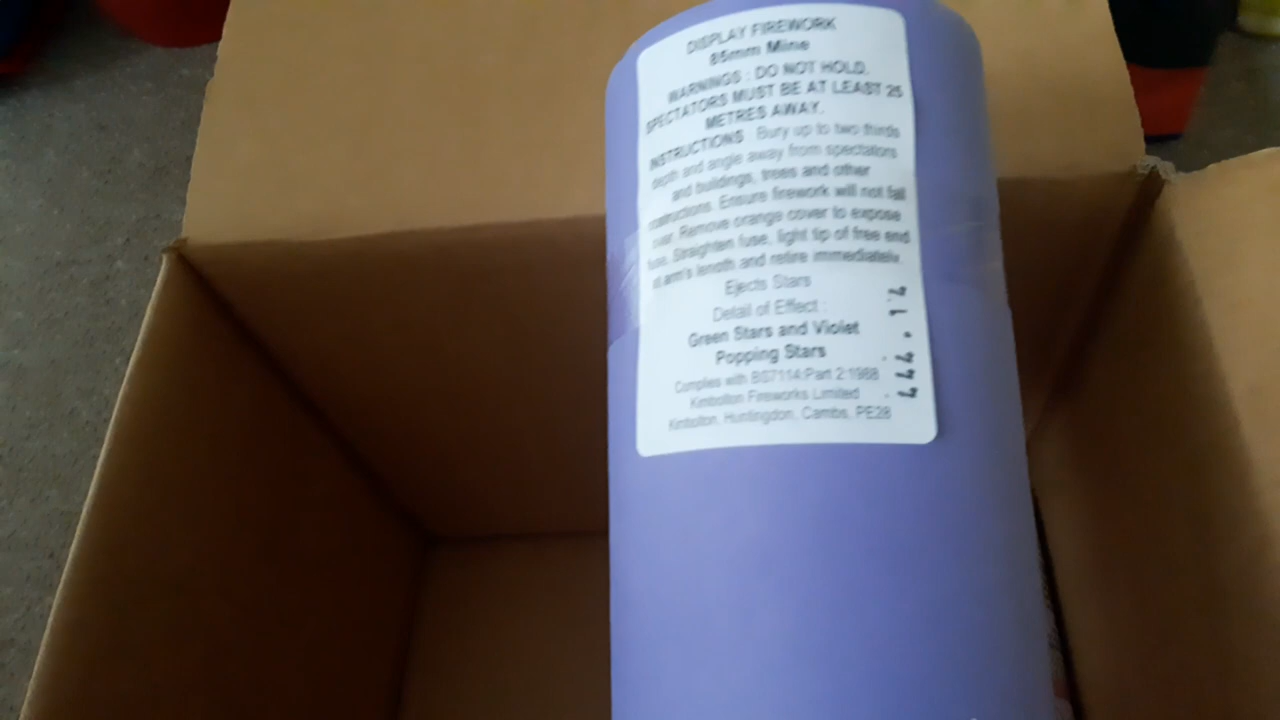 DISPLAY FIREWORK
85mm Mine
WARNINGS : DO NOT HOLD.
SPECTATORS MUST BE AT LEAST 25
METRES AWAY.
INSTRUCTIONS Bury up to two thirds
depth and angle away from spectators
and buildings, trees and other
obstructions. Ensure firework will not fall
over. Remove orange cover to expose
fuse. Straighten fuse, light tip of free end
at arm's length and retire immediately.
Ejects Stars
Detail of Effect :
Green Stars and Violet
Popping Stars
Complies with BS7114:Part 2:1988
Kimbolton Fireworks Limited
Kimbolton, Huntingdon, Cambs, PE28